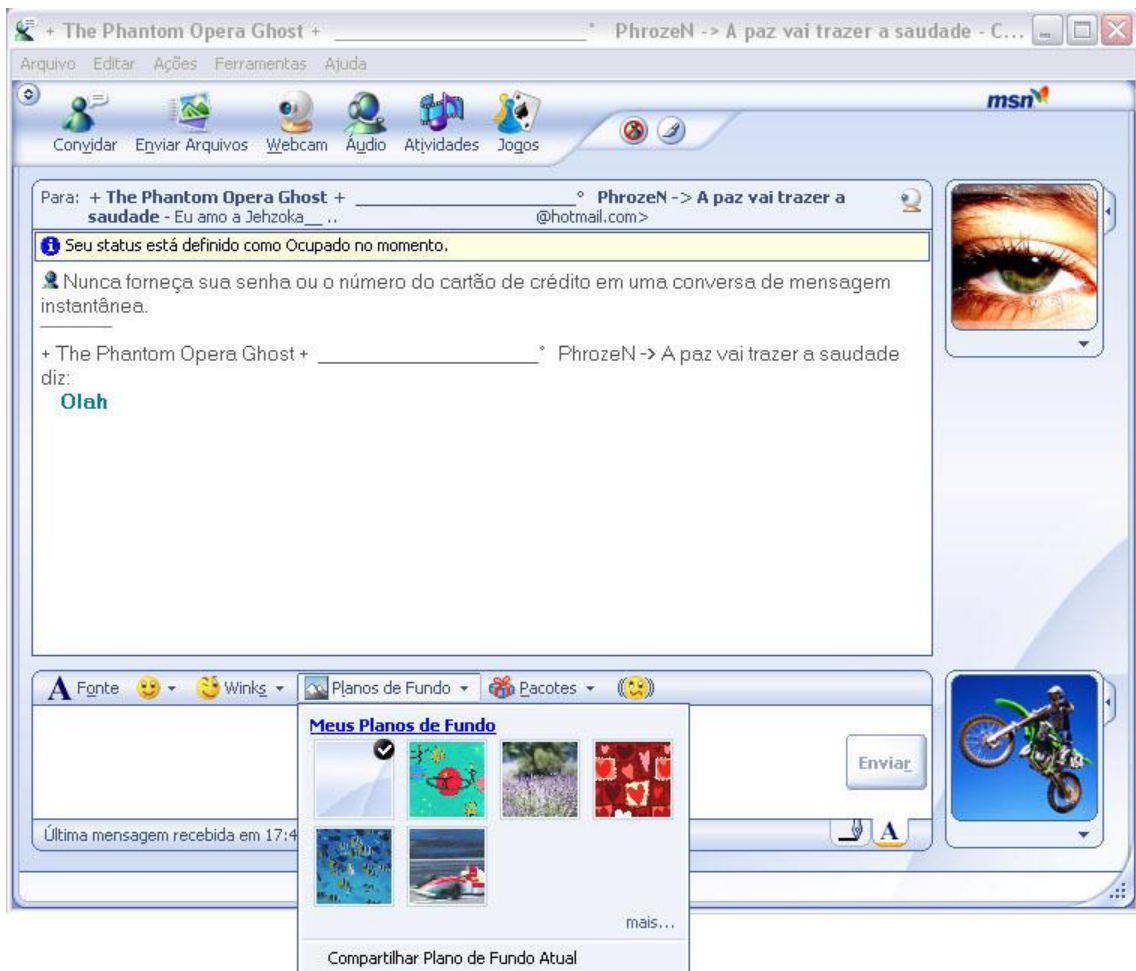 + The Phantom Opera Ghost + ___________________________° PhrozeN -> A paz vai trazer a saudade - C...
Arquivo Editar Ações Ferramentas Ajuda
msn
Convidar Enviar Arquivos Webcam Áudio Atividades Jogos
Para: + The Phantom Opera Ghost + ______________________° PhrozeN -> A paz vai trazer a
saudade - Eu amo a Jehzoka__ .. @hotmail.com>
Seu status está definido como Ocupado no momento.
Nunca forneça sua senha ou o número do cartão de crédito em uma conversa de mensagem
instantânea.
+ The Phantom Opera Ghost + ______________________° PhrozeN -> A paz vai trazer a saudade
diz:
Olah
A Fonte Winks Planos de Fundo Pacotes
Meus Planos de Fundo
Enviar
Última mensagem recebida em 17:4
A
mais...
Compartilhar Plano de Fundo Atual